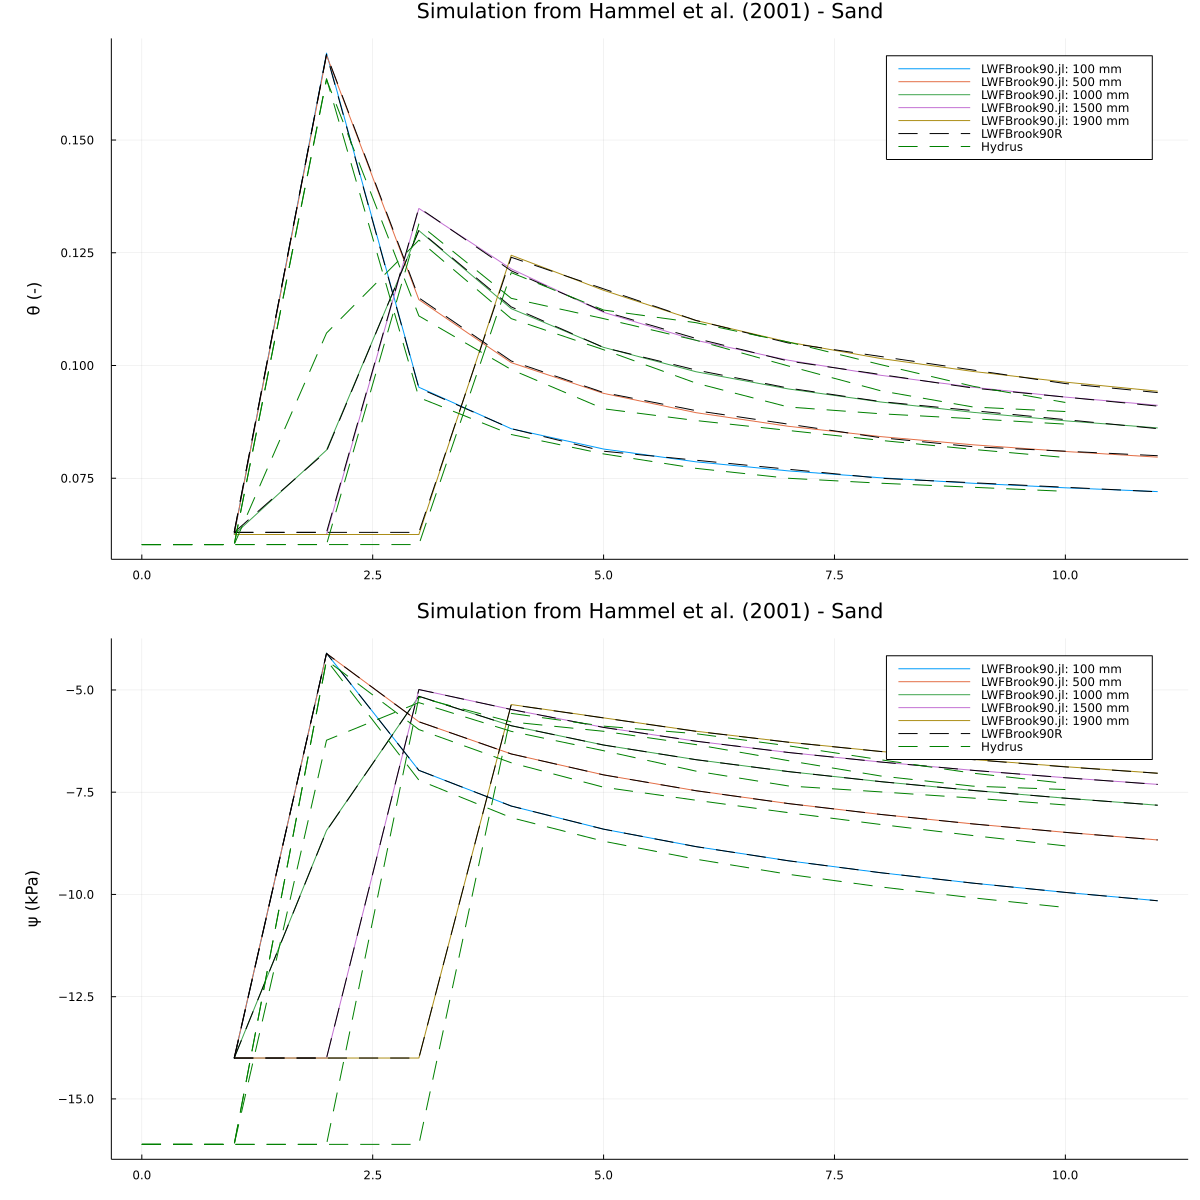 Simulation from Hammel et al. (2001) - Sand
θ (-)
0.150
0.125
0.100
0.075
LWFBrook90.jl: 100 mm
LWFBrook90.jl: 500 mm
LWFBrook90.jl: 1000 mm
LWFBrook90.jl: 1500 mm
LWFBrook90.jl: 1900 mm
LWFBrook90R
Hydrus
0.0 2.5 5.0 7.5 10.0
Simulation from Hammel et al. (2001) - Sand
ψ (kPa)
−5.0
−7.5
−10.0
−12.5
−15.0
LWFBrook90.jl: 100 mm
LWFBrook90.jl: 500 mm
LWFBrook90.jl: 1000 mm
LWFBrook90.jl: 1500 mm
LWFBrook90.jl: 1900 mm
LWFBrook90R
Hydrus
0.0 2.5 5.0 7.5 10.0